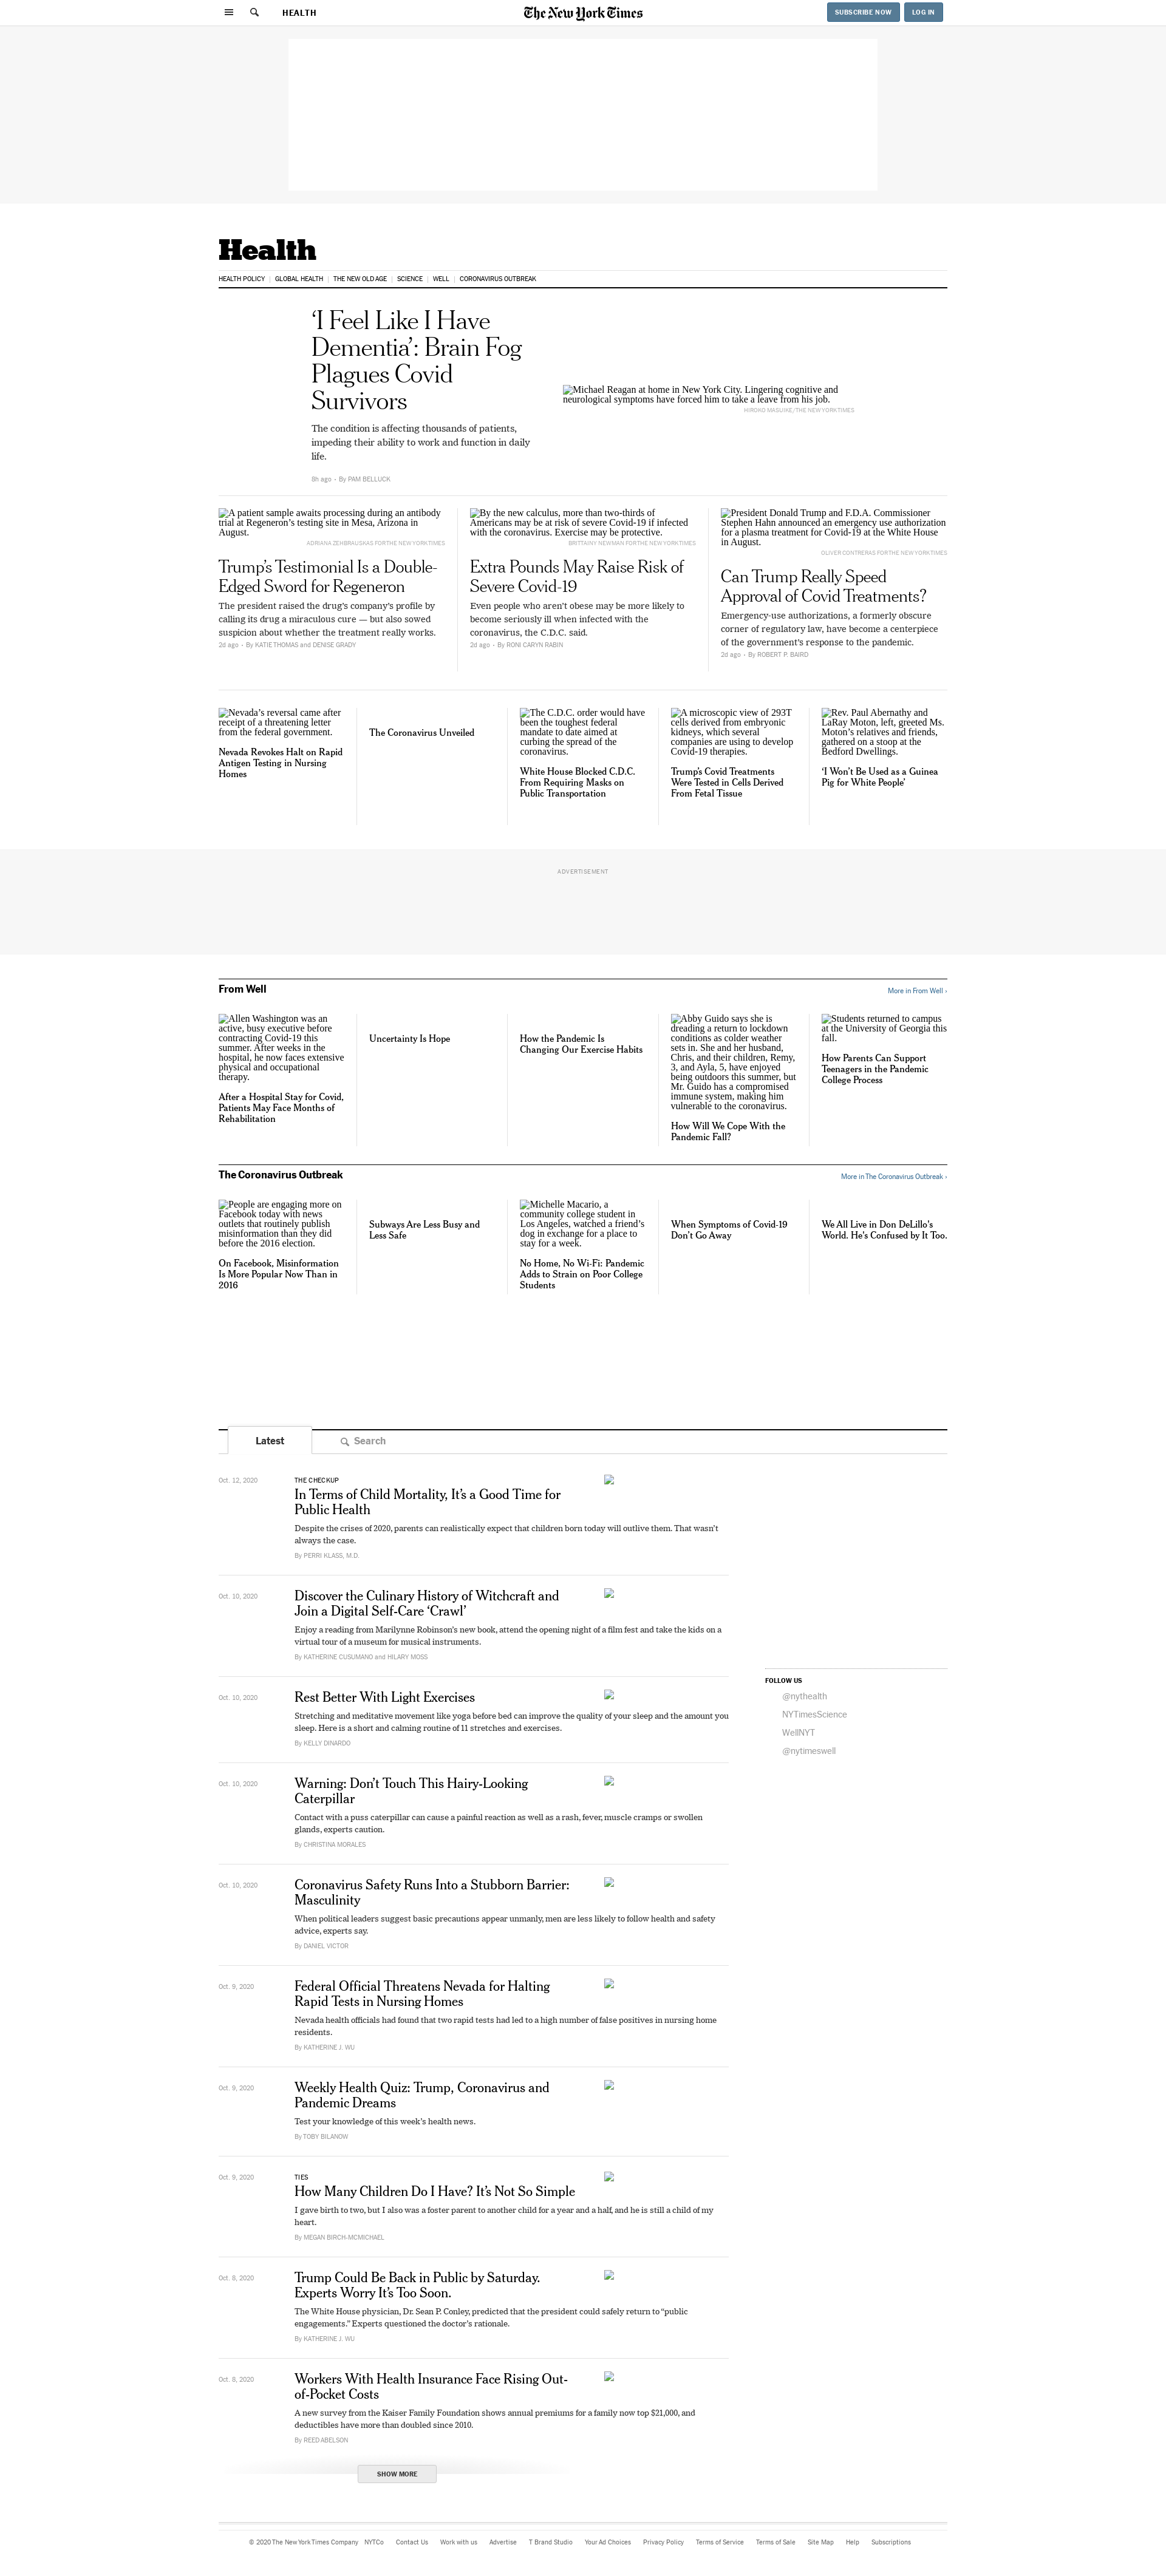 HEALTH
The New York Times
SUBSCRIBE NOW
LOG IN
Health
HEALTH POLICY
GLOBAL HEALTH
THE NEW OLD AGE
SCIENCE
WELL
CORONAVIRUS OUTBREAK
‘I Feel Like I Have
Dementia’: Brain Fog
Plagues Covid
Survivors
The condition is affecting thousands of patients,
impeding their ability to work and function in daily
life.
8h ago • By PAM BELLUCK
Michael Reagan at home in New York City. Lingering cognitive and
neurological symptoms have forced him to take a leave from his job.
HIROKO MASUIKE/THE NEW YORK TIMES
A patient sample awaits processing during an antibody
trial at Regeneron’s testing site in Mesa, Arizona in
August.
ADRIANA ZEHBRAUSKAS FOR THE NEW YORK TIMES
Trump’s Testimonial Is a Double-
Edged Sword for Regeneron
The president raised the drug’s company’s profile by
calling its drug a miraculous cure — but also sowed
suspicion about whether the treatment really works.
2d ago • By KATIE THOMAS and DENISE GRADY
By the new calculus, more than two-thirds of
Americans may be at risk of severe Covid-19 if infected
with the coronavirus. Exercise may be protective.
BRITTAINY NEWMAN FOR THE NEW YORK TIMES
Extra Pounds May Raise Risk of
Severe Covid-19
Even people who aren’t obese may be more likely to
become seriously ill when infected with the
coronavirus, the C.D.C. said.
2d ago • By RONI CARYN RABIN
President Donald Trump and F.D.A. Commissioner
Stephen Hahn announced an emergency use authorization
for a plasma treatment for Covid-19 at the White House
in August.
OLIVER CONTRERAS FOR THE NEW YORK TIMES
Can Trump Really Speed
Approval of Covid Treatments?
Emergency-use authorizations, a formerly obscure
corner of regulatory law, have become a centerpiece
of the government’s response to the pandemic.
2d ago • By ROBERT P. BAIRD
Nevada’s reversal came after
receipt of a threatening letter
from the federal government.
Nevada Revokes Halt on Rapid
Antigen Testing in Nursing
Homes
The Coronavirus Unveiled
The C.D.C. order would have
been the toughest federal
mandate to date aimed at
curbing the spread of the
coronavirus.
White House Blocked C.D.C.
From Requiring Masks on
Public Transportation
A microscopic view of 293T
cells derived from embryonic
kidneys, which several
companies are using to develop
Covid-19 therapies.
Trump’s Covid Treatments
Were Tested in Cells Derived
From Fetal Tissue
Rev. Paul Abernathy and
LaRay Moton, left, greeted Ms.
Moton’s relatives and friends,
gathered on a stoop at the
Bedford Dwellings.
‘I Won’t Be Used as a Guinea
Pig for White People’
ADVERTISEMENT
From Well
More in From Well ›
Allen Washington was an
active, busy executive before
contracting Covid-19 this
summer. After weeks in the
hospital, he now faces extensive
physical and occupational
therapy.
After a Hospital Stay for Covid,
Patients May Face Months of
Rehabilitation
Uncertainty Is Hope
How the Pandemic Is
Changing Our Exercise Habits
Abby Guido says she is
dreading a return to lockdown
conditions as colder weather
sets in. She and her husband,
Chris, and their children, Remy,
3, and Ayla, 5, have enjoyed
being outdoors this summer, but
Mr. Guido has a compromised
immune system, making him
vulnerable to the coronavirus.
How Will We Cope With the
Pandemic Fall?
Students returned to campus
at the University of Georgia this
fall.
How Parents Can Support
Teenagers in the Pandemic
College Process
The Coronavirus Outbreak
More in The Coronavirus Outbreak ›
People are engaging more on
Facebook today with news
outlets that routinely publish
misinformation than they did
before the 2016 election.
On Facebook, Misinformation
Is More Popular Now Than in
2016
Subways Are Less Busy and
Less Safe
Michelle Macario, a
community college student in
Los Angeles, watched a friend’s
dog in exchange for a place to
stay for a week.
No Home, No Wi-Fi: Pandemic
Adds to Strain on Poor College
Students
When Symptoms of Covid-19
Don’t Go Away
We All Live in Don DeLillo’s
World. He’s Confused by It Too.
Latest
Search
Oct. 12, 2020
THE CHECKUP
In Terms of Child Mortality, It’s a Good Time for
Public Health
Despite the crises of 2020, parents can realistically expect that children born today will outlive them. That wasn’t
always the case.
By PERRI KLASS, M.D.
Oct. 10, 2020
Discover the Culinary History of Witchcraft and
Join a Digital Self-Care ‘Crawl’
Enjoy a reading from Marilynne Robinson’s new book, attend the opening night of a film fest and take the kids on a
virtual tour of a museum for musical instruments.
By KATHERINE CUSUMANO and HILARY MOSS
FOLLOW US
@nythealth
NYTimesScience
WellNYT
@nytimeswell
Oct. 10, 2020
Rest Better With Light Exercises
Stretching and meditative movement like yoga before bed can improve the quality of your sleep and the amount you
sleep. Here is a short and calming routine of 11 stretches and exercises.
By KELLY DINARDO
Oct. 10, 2020
Warning: Don’t Touch This Hairy-Looking
Caterpillar
Contact with a puss caterpillar can cause a painful reaction as well as a rash, fever, muscle cramps or swollen
glands, experts caution.
By CHRISTINA MORALES
Oct. 10, 2020
Coronavirus Safety Runs Into a Stubborn Barrier:
Masculinity
When political leaders suggest basic precautions appear unmanly, men are less likely to follow health and safety
advice, experts say.
By DANIEL VICTOR
Oct. 9, 2020
Federal Official Threatens Nevada for Halting
Rapid Tests in Nursing Homes
Nevada health officials had found that two rapid tests had led to a high number of false positives in nursing home
residents.
By KATHERINE J. WU
Oct. 9, 2020
Weekly Health Quiz: Trump, Coronavirus and
Pandemic Dreams
Test your knowledge of this week’s health news.
By TOBY BILANOW
Oct. 9, 2020
TIES
How Many Children Do I Have? It’s Not So Simple
I gave birth to two, but I also was a foster parent to another child for a year and a half, and he is still a child of my
heart.
By MEGAN BIRCH-MCMICHAEL
Oct. 8, 2020
Trump Could Be Back in Public by Saturday.
Experts Worry It’s Too Soon.
The White House physician, Dr. Sean P. Conley, predicted that the president could safely return to “public
engagements.” Experts questioned the doctor’s rationale.
By KATHERINE J. WU
Oct. 8, 2020
Workers With Health Insurance Face Rising Out-
of-Pocket Costs
A new survey from the Kaiser Family Foundation shows annual premiums for a family now top $21,000, and
deductibles have more than doubled since 2010.
By REED ABELSON
SHOW MORE
© 2020 The New York Times Company
NYTCo
Contact Us
Work with us
Advertise
T Brand Studio
Your Ad Choices
Privacy Policy
Terms of Service
Terms of Sale
Site Map
Help
Subscriptions